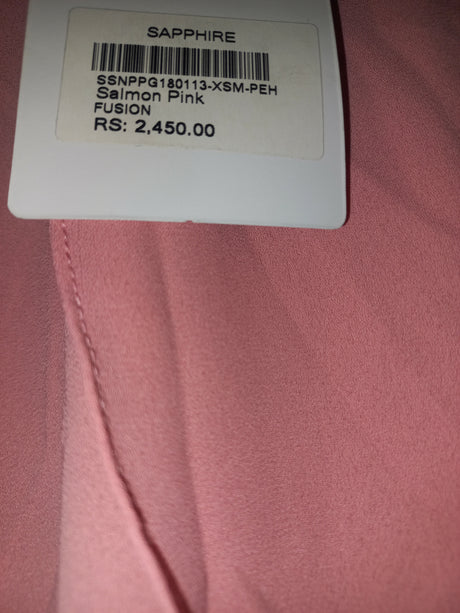 SAPPHIRE
SSNPPG180113-XSM-PEH
Salmon Pink
FUSION
RS: 2,450.00